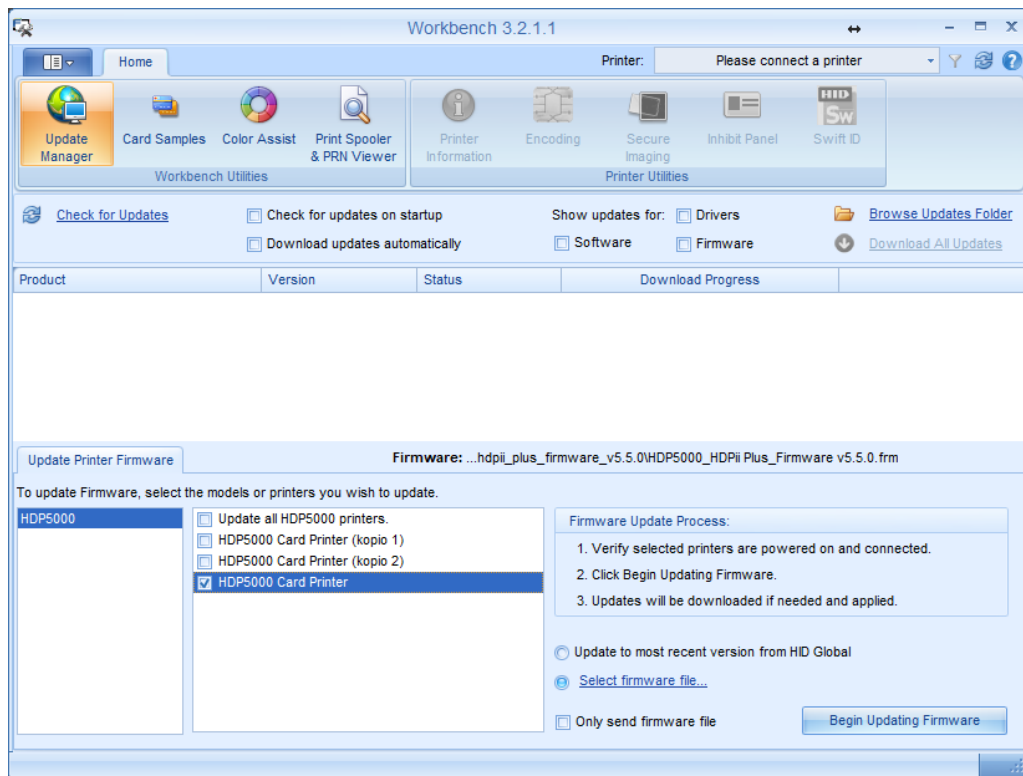 Workbench 3.2.1.1
Home
Printer: Please connect a printer
Update Manager
Card Samples
Color Assist
Print Spooler & PRN Viewer
Printer Information
Encoding
Secure Imaging
Inhibit Panel
HID Sw
Swift ID
Workbench Utilities
Printer Utilities
Check for Updates
Check for updates on startup
Show updates for:
Drivers
Browse Updates Folder
Download updates automatically
Software
Firmware
Download All Updates
Product Version Status Download Progress
Update Printer Firmware
Firmware: ...hdpii_plus_firmware_v5.5.0\HDP5000_HDPii Plus_Firmware v5.5.0.frm
To update Firmware, select the models or printers you wish to update.
HDP5000
Update all HDP5000 printers.
HDP5000 Card Printer (kopio 1)
HDP5000 Card Printer (kopio 2)
HDP5000 Card Printer
Firmware Update Process:
1. Verify selected printers are powered on and connected.
2. Click Begin Updating Firmware.
3. Updates will be downloaded if needed and applied.
Update to most recent version from HID Global
Select firmware file...
Only send firmware file
Begin Updating Firmware